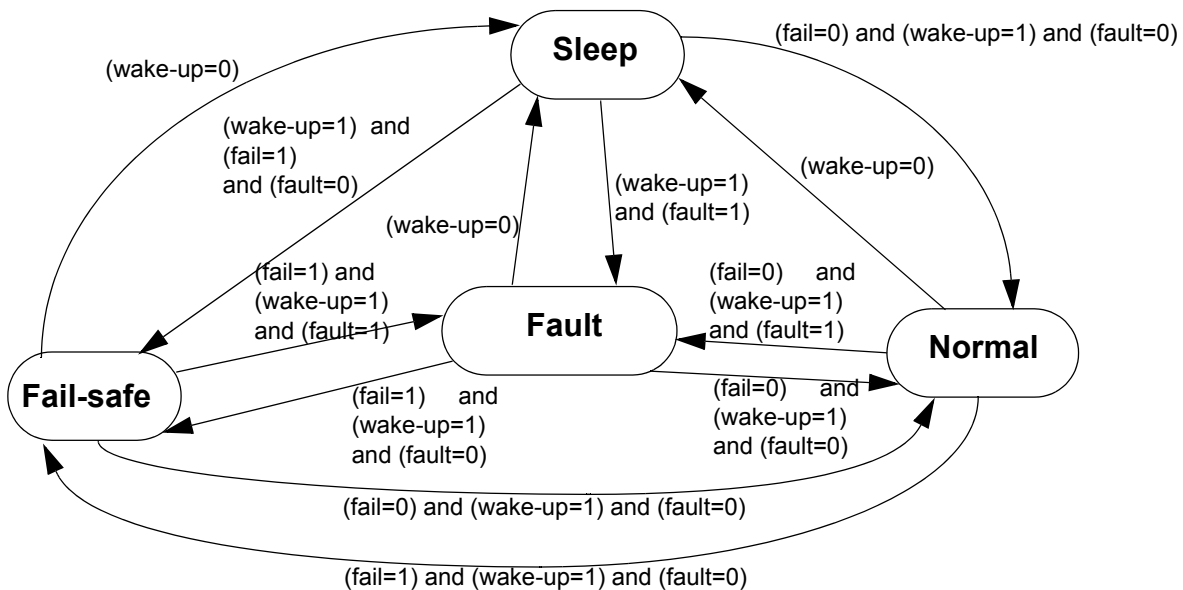 Sleep
(fail=0) and (wake-up=1) and (fault=0)
(wake-up=0)
(wake-up=1) and
(fail=1)
and (fault=0)
(wake-up=0)
(wake-up=1)
and (fault=1)
(wake-up=0)
(fail=1) and
(wake-up=1)
and (fault=1)
Fault
(fail=0) and
(wake-up=1)
and (fault=1)
Normal
Fail-safe
(fail=1) and
(wake-up=1)
and (fault=0)
(fail=0) and
(wake-up=1)
and (fault=0)
(fail=0) and (wake-up=1) and (fault=0)
(fail=1) and (wake-up=1) and (fault=0)